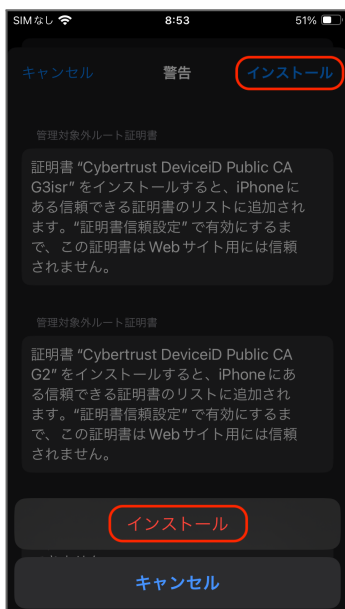 SIMなし 8:53 51%
キャンセル 警告 インストール
管理対象外ルート証明書
証明書 “Cybertrust DeviceiD Public CA
G3isr” をインストールすると、iPhoneに
ある信頼できる証明書のリストに追加され
ます。“証明書信頼設定” で有効にするま
で、この証明書はWebサイト用には信頼
されません。
管理対象外ルート証明書
証明書 “Cybertrust DeviceiD Public CA
G2” をインストールすると、iPhoneにあ
る信頼できる証明書のリストに追加されま
ます。“証明書信頼設定” で有効にするま
で、この証明書はWebサイト用には信頼
されません。
インストール
キャンセル